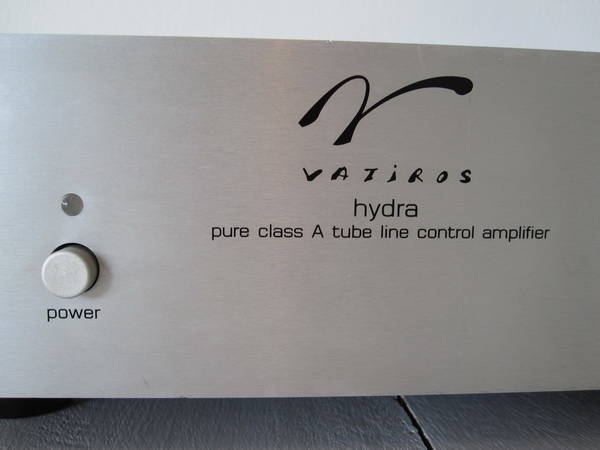 VATiROS
hydra
pure class A tube line control amplifier
power